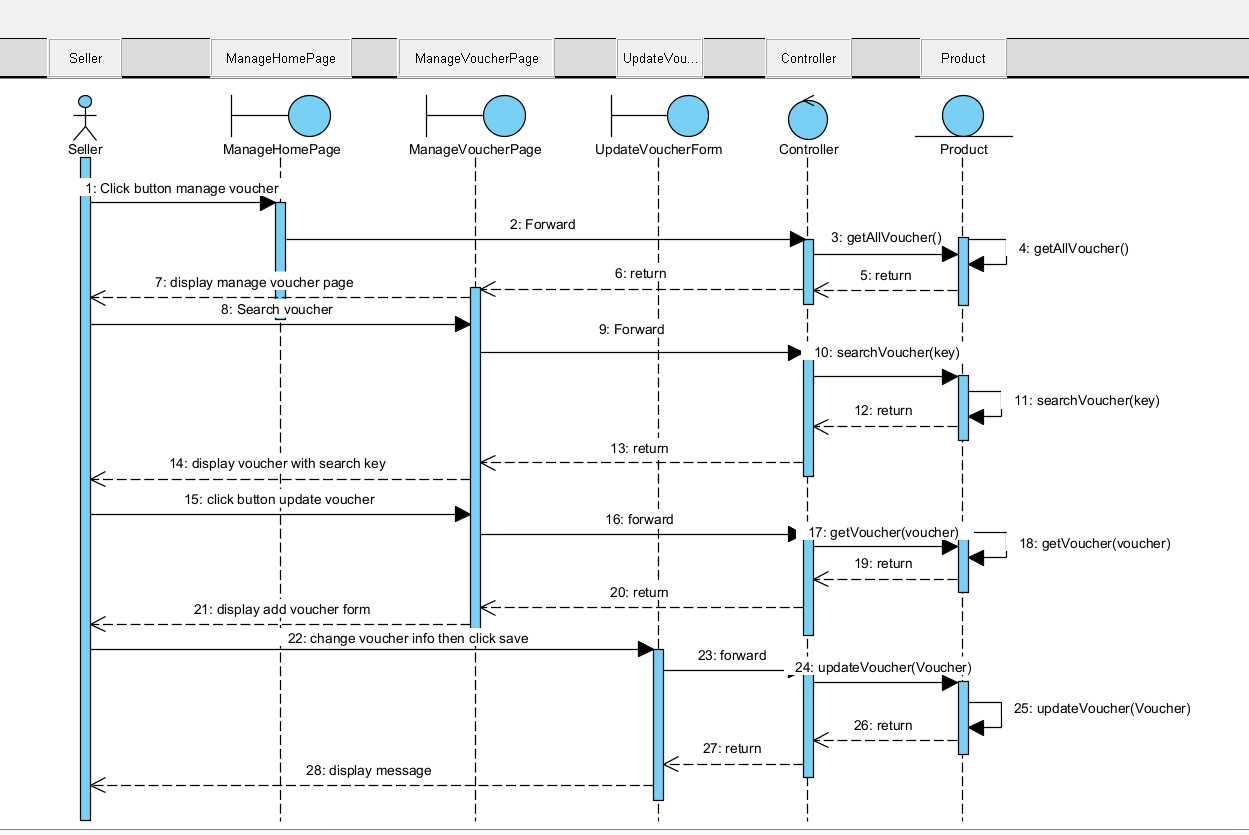 Seller
ManageHomePage
ManageVoucherPage
UpdateVou...
Controller
Product
Seller
ManageHomePage
ManageVoucherPage
UpdateVoucherForm
Controller
Product
1: Click button manage voucher
2: Forward
3: getAllVoucher()
4: getAllVoucher()
5: return
6: return
7: display manage voucher page
8: Search voucher
9: Forward
10: searchVoucher(key)
11: searchVoucher(key)
12: return
13: return
14: display voucher with search key
15: click button update voucher
16: forward
17: getVoucher(voucher)
18: getVoucher(voucher)
19: return
20: return
21: display add voucher form
22: change voucher info then click save
23: forward
24: updateVoucher(Voucher)
25: updateVoucher(Voucher)
26: return
27: return
28: display message